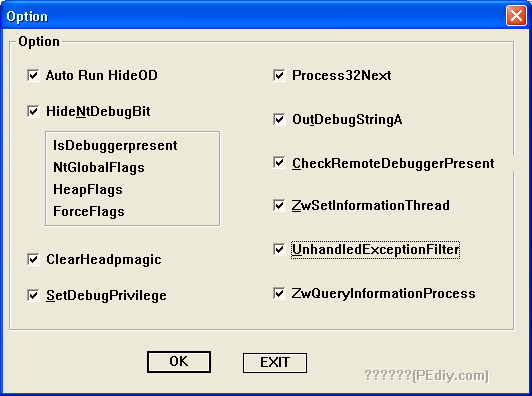 Option
Option
Auto Run HideOD
HideNtDebugBit
IsDebuggerpresent
NtGlobalFlags
HeapFlags
ForceFlags
ClearHeadpmagic
SetDebugPrivilege
Process32Next
OutDebugStringA
CheckRemoteDebuggerPresent
ZwSetInformationThread
UnhandledExceptionFilter
ZwQueryInformationProcess
OK
EXIT
??????(PEdiy.com)